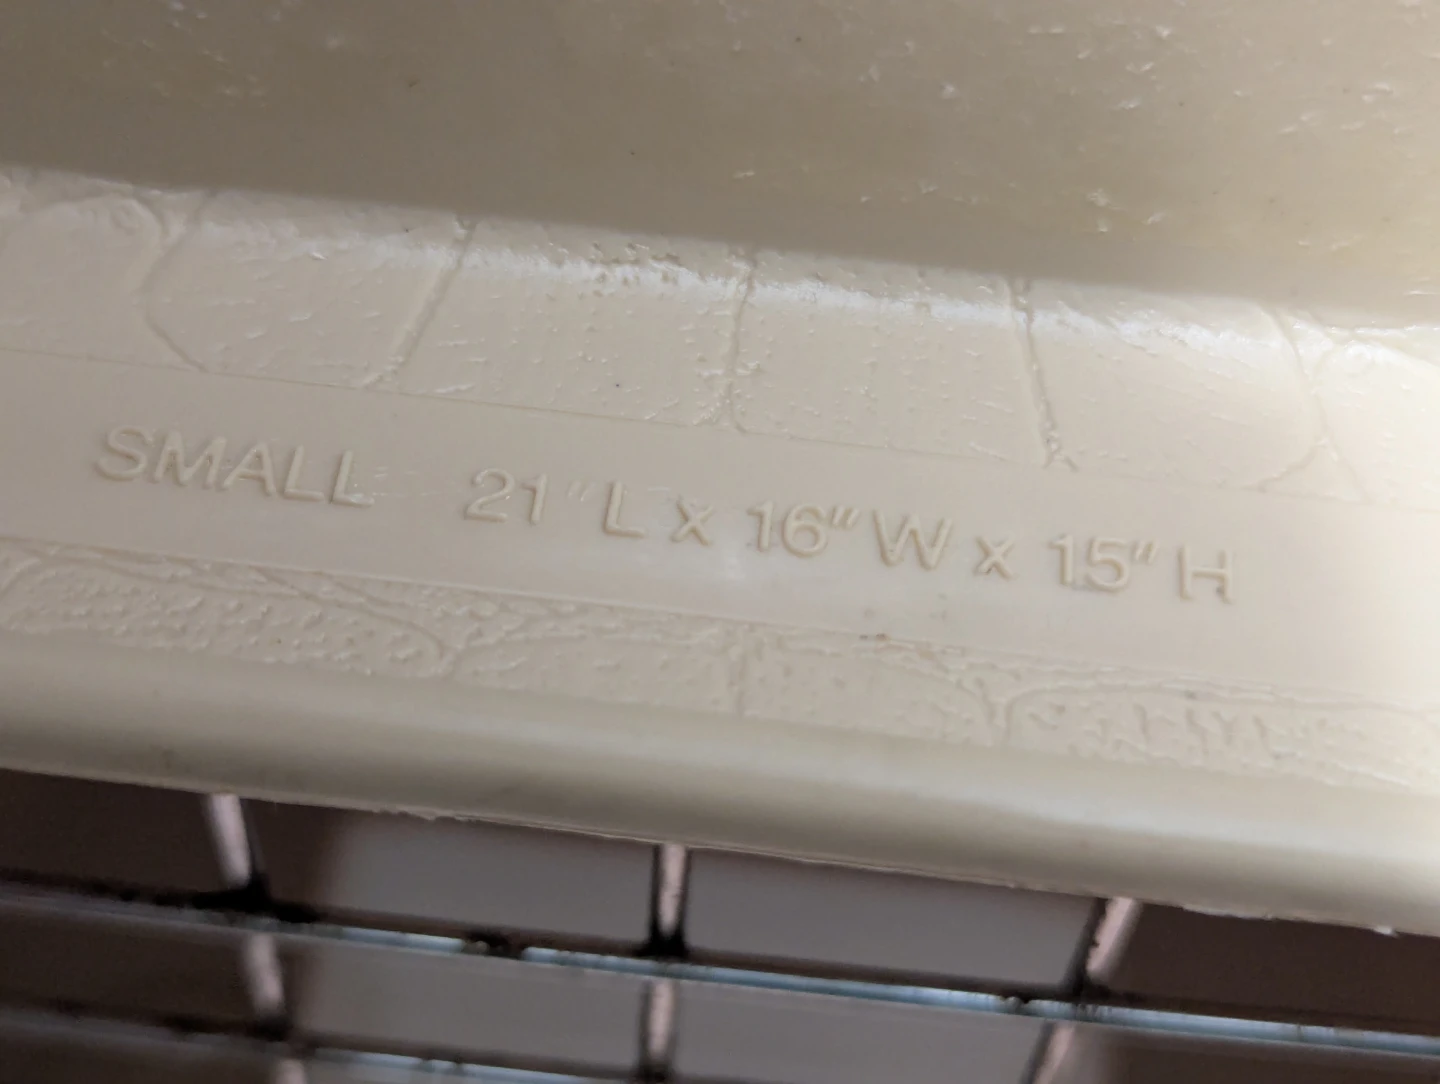 SMALL 21" L x 16" W x 15" H